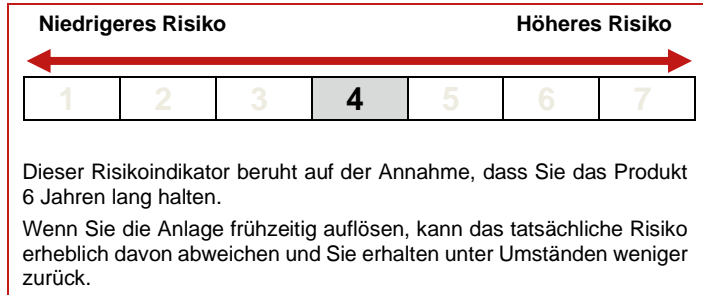 Niedrigeres Risiko Höheres Risiko
1 2 3 4 5 6 7
Dieser Risikoindikator beruht auf der Annahme, dass Sie das Produkt
6 Jahren lang halten.
Wenn Sie die Anlage frühzeitig auflösen, kann das tatsächliche Risiko
erheblich davon abweichen und Sie erhalten unter Umständen weniger
zurück.